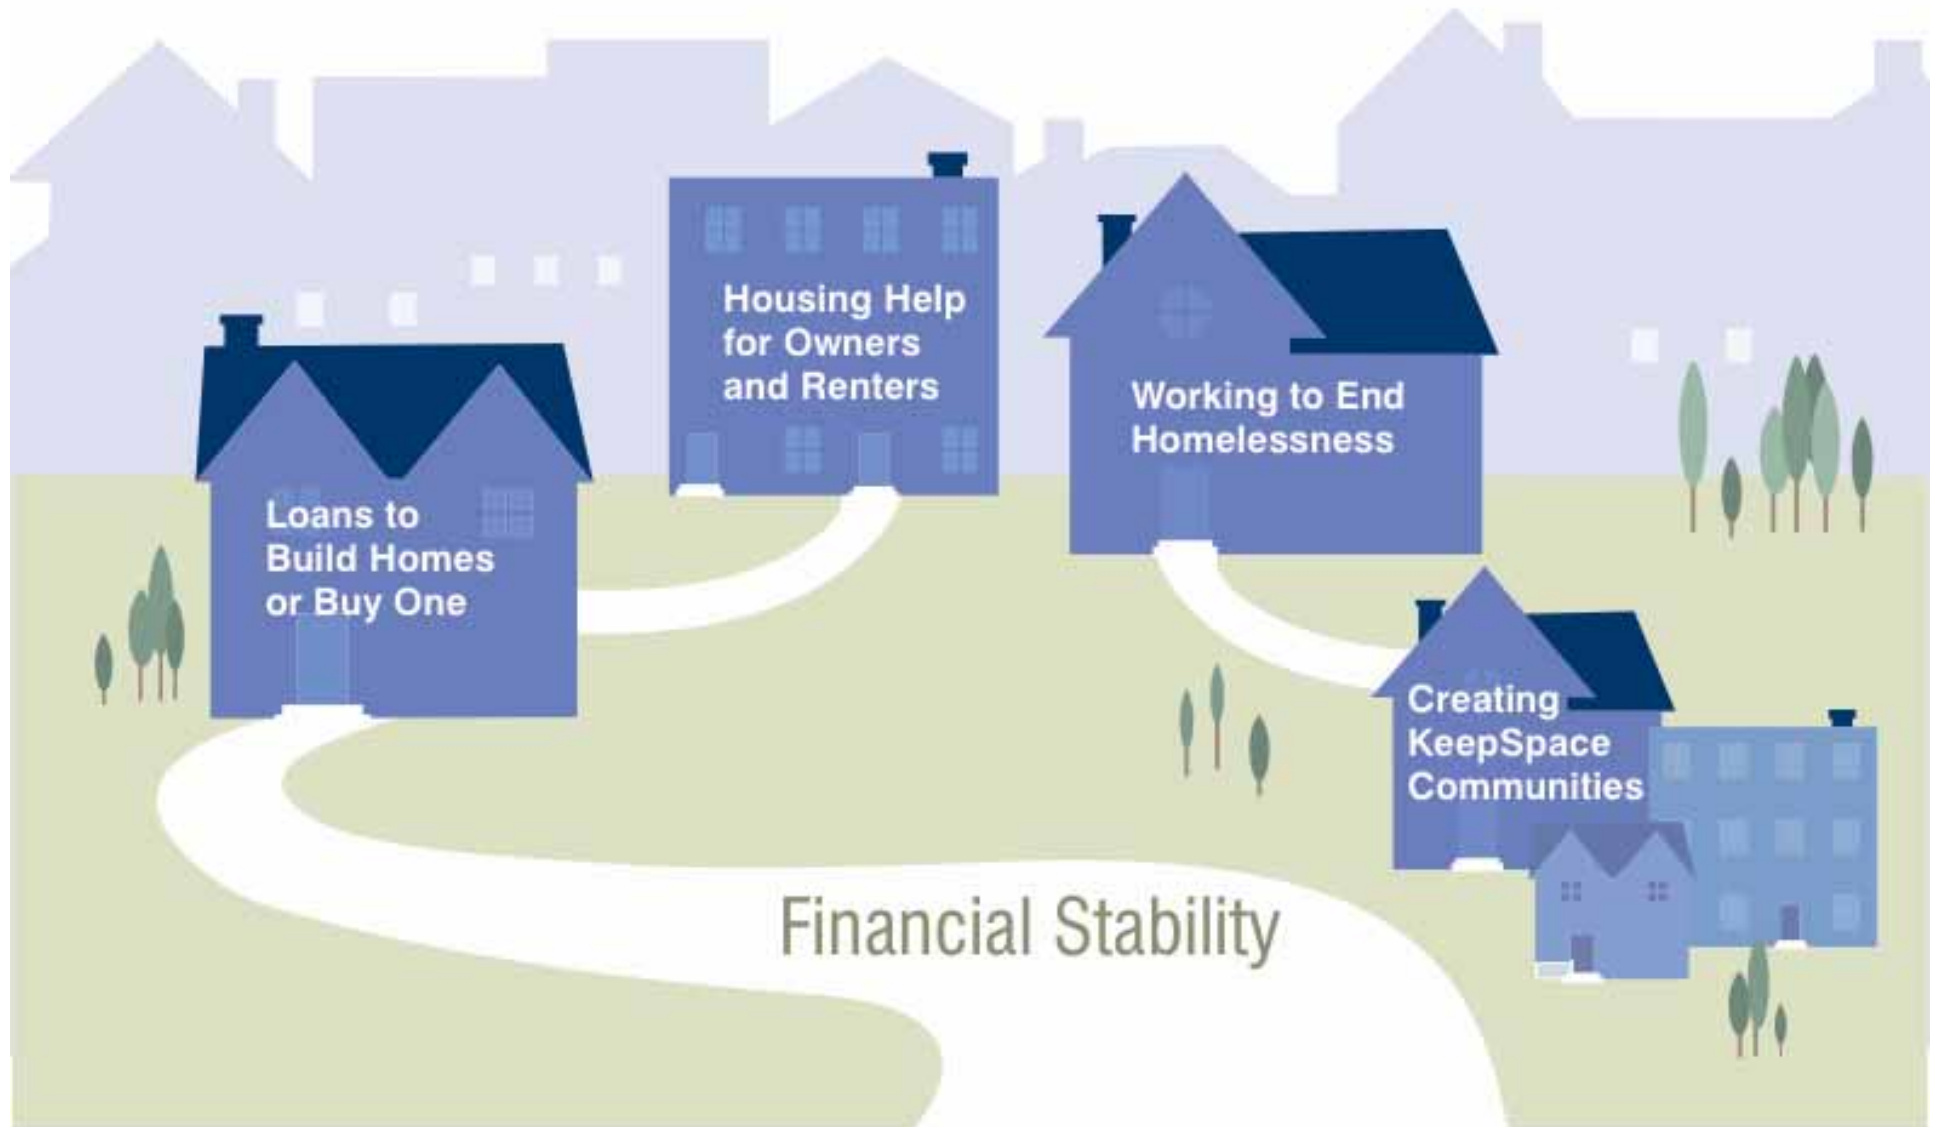 Housing Help
for Owners
and Renters
Working to End
Homelessness
Loans to
Build Homes
or Buy One
Creating
KeepSpace
Communities
Financial Stability